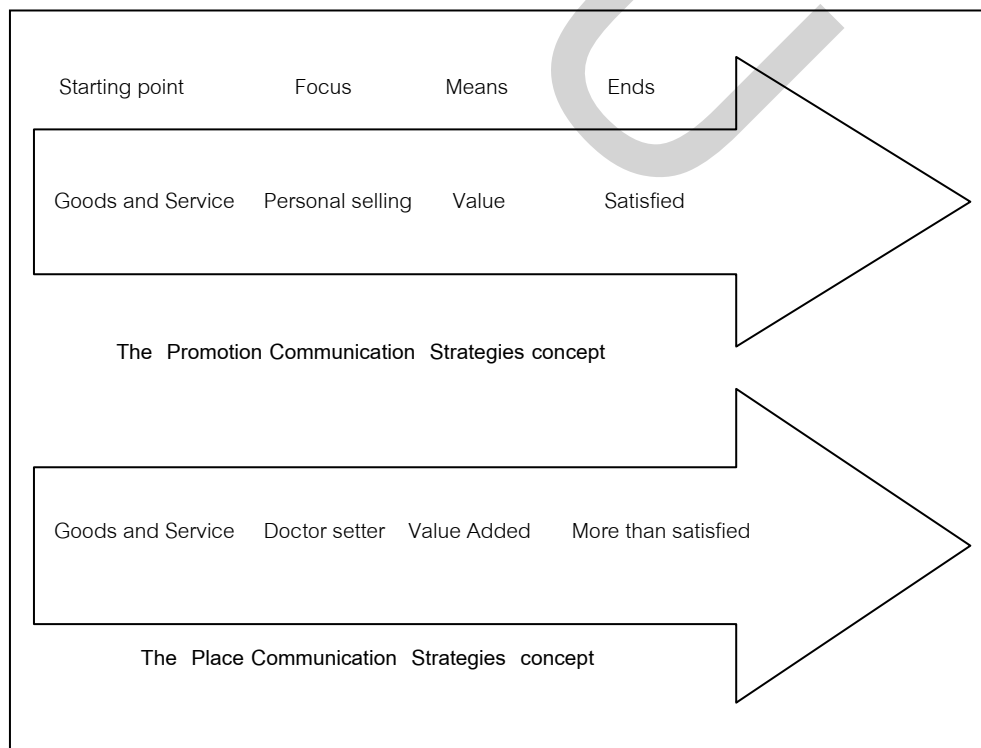 Starting point Focus Means Ends
Goods and Service Personal selling Value Satisfied
The Promotion Communication Strategies concept
Goods and Service Doctor setter Value Added More than satisfied
The Place Communication Strategies concept